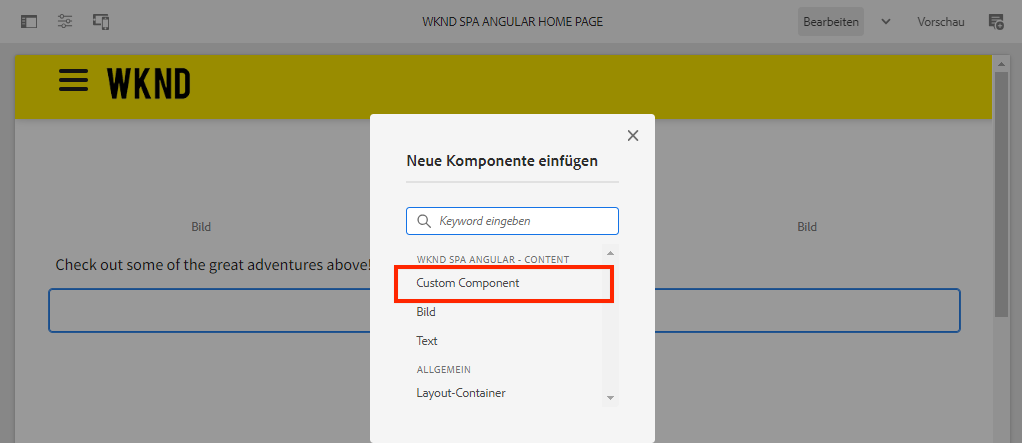 WKND SPA ANGULAR HOME PAGE
Bearbeiten
Vorschau
WKND
Neue Komponente einfügen
Keyword eingeben
Bild
Bild
WKND SPA ANGULAR - CONTENT
Check out some of the great adventures above!
Custom Component
Bild
Text
ALLGEMEIN
Layout-Container